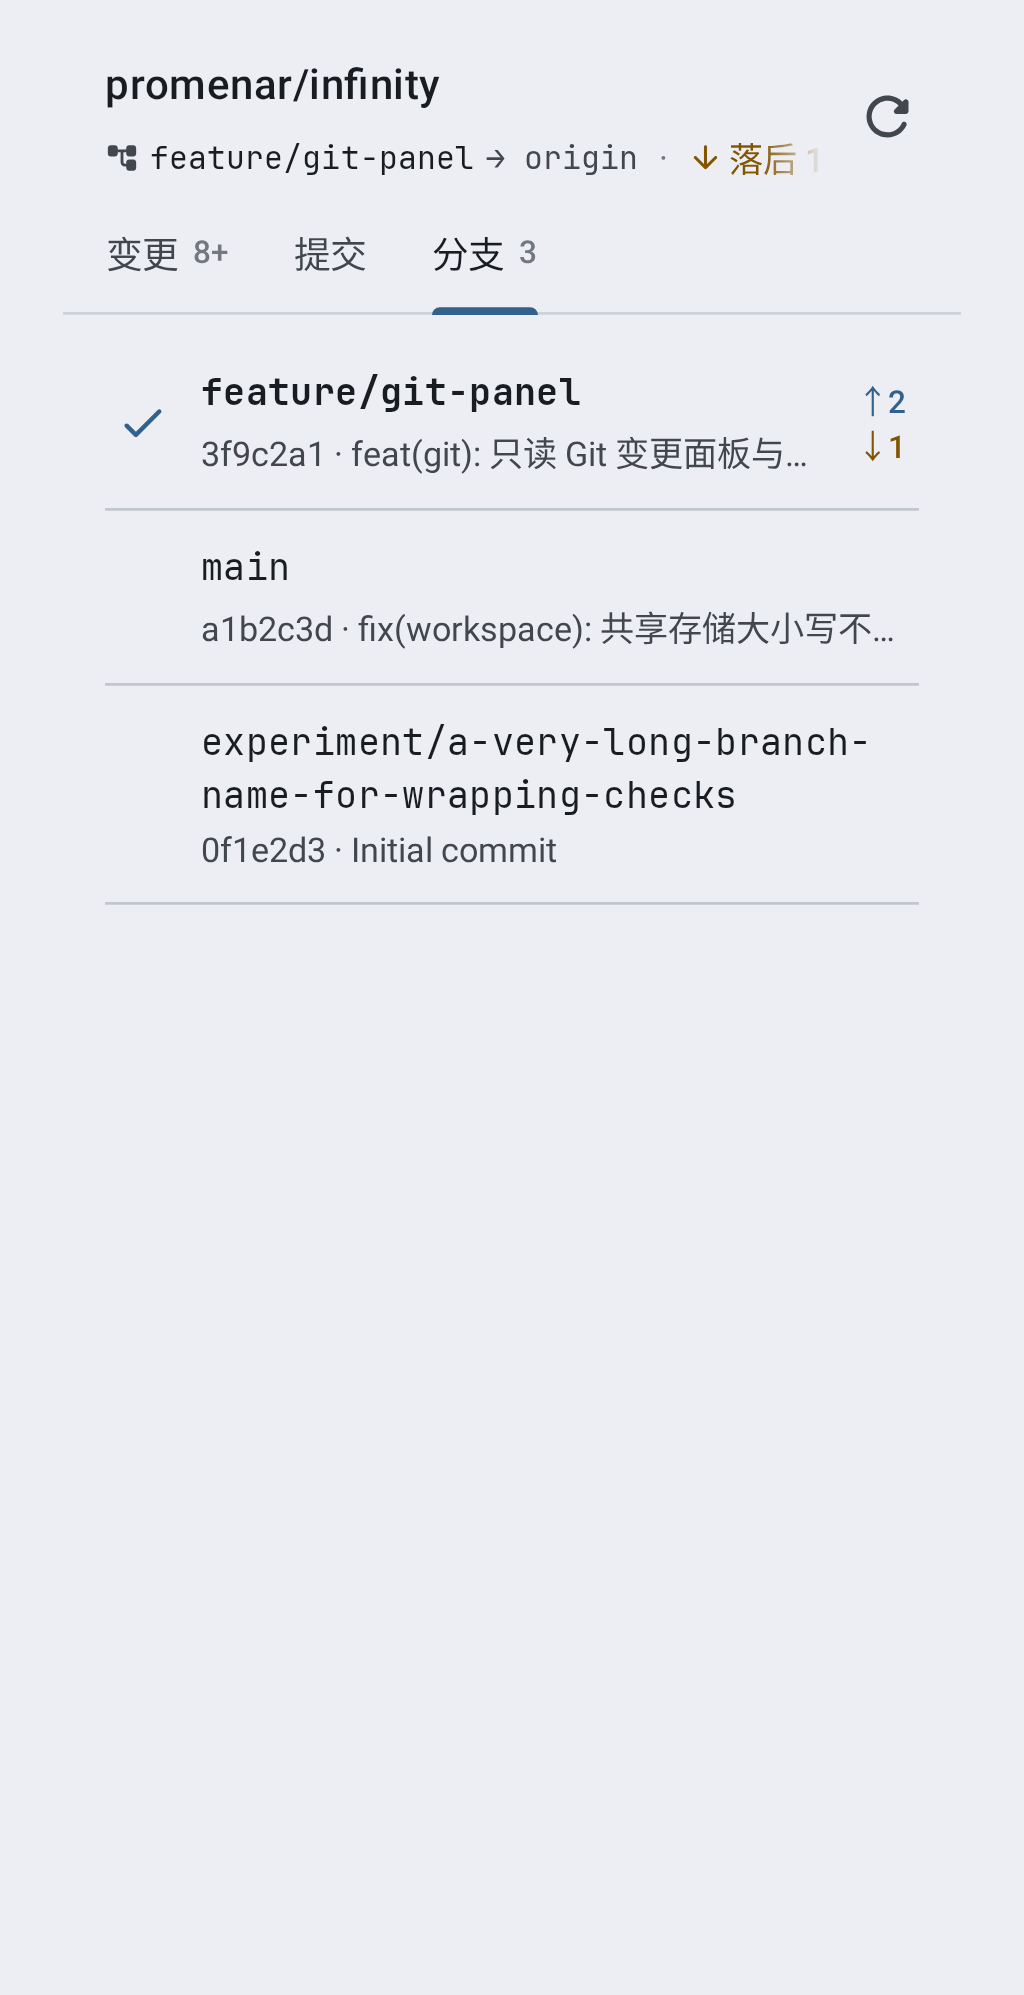 promenar/infinity
feature/git-panel → origin · ↓ 落后 1
变更 8+ 提交 分支 3
feature/git-panel ↑2
3f9c2a1 · feat(git): 只读 Git 变更面板与… ↓1
main
a1b2c3d · fix(workspace): 共享存储大小写不…
experiment/a-very-long-branch-
name-for-wrapping-checks
0f1e2d3 · Initial commit